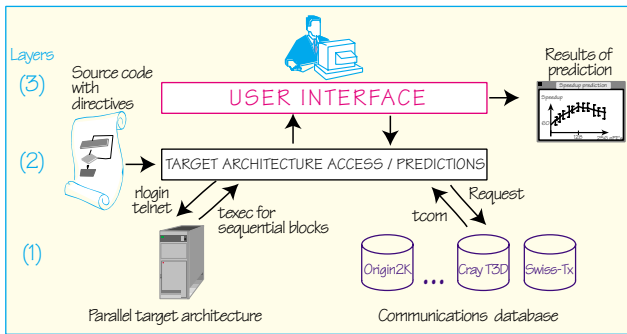 Layers
(3)
Source code
with
directives
USER INTERFACE
Results of
prediction
Speedup prediction
Speedup
128
(2)
TARGET ARCHITECTURE ACCESS / PREDICTIONS
rlogin
telnet
texec for
sequential blocks
tcom
Request
(1)
Origin2K
...
Cray T3D
Swiss-Tx
Parallel target architecture
Communications database